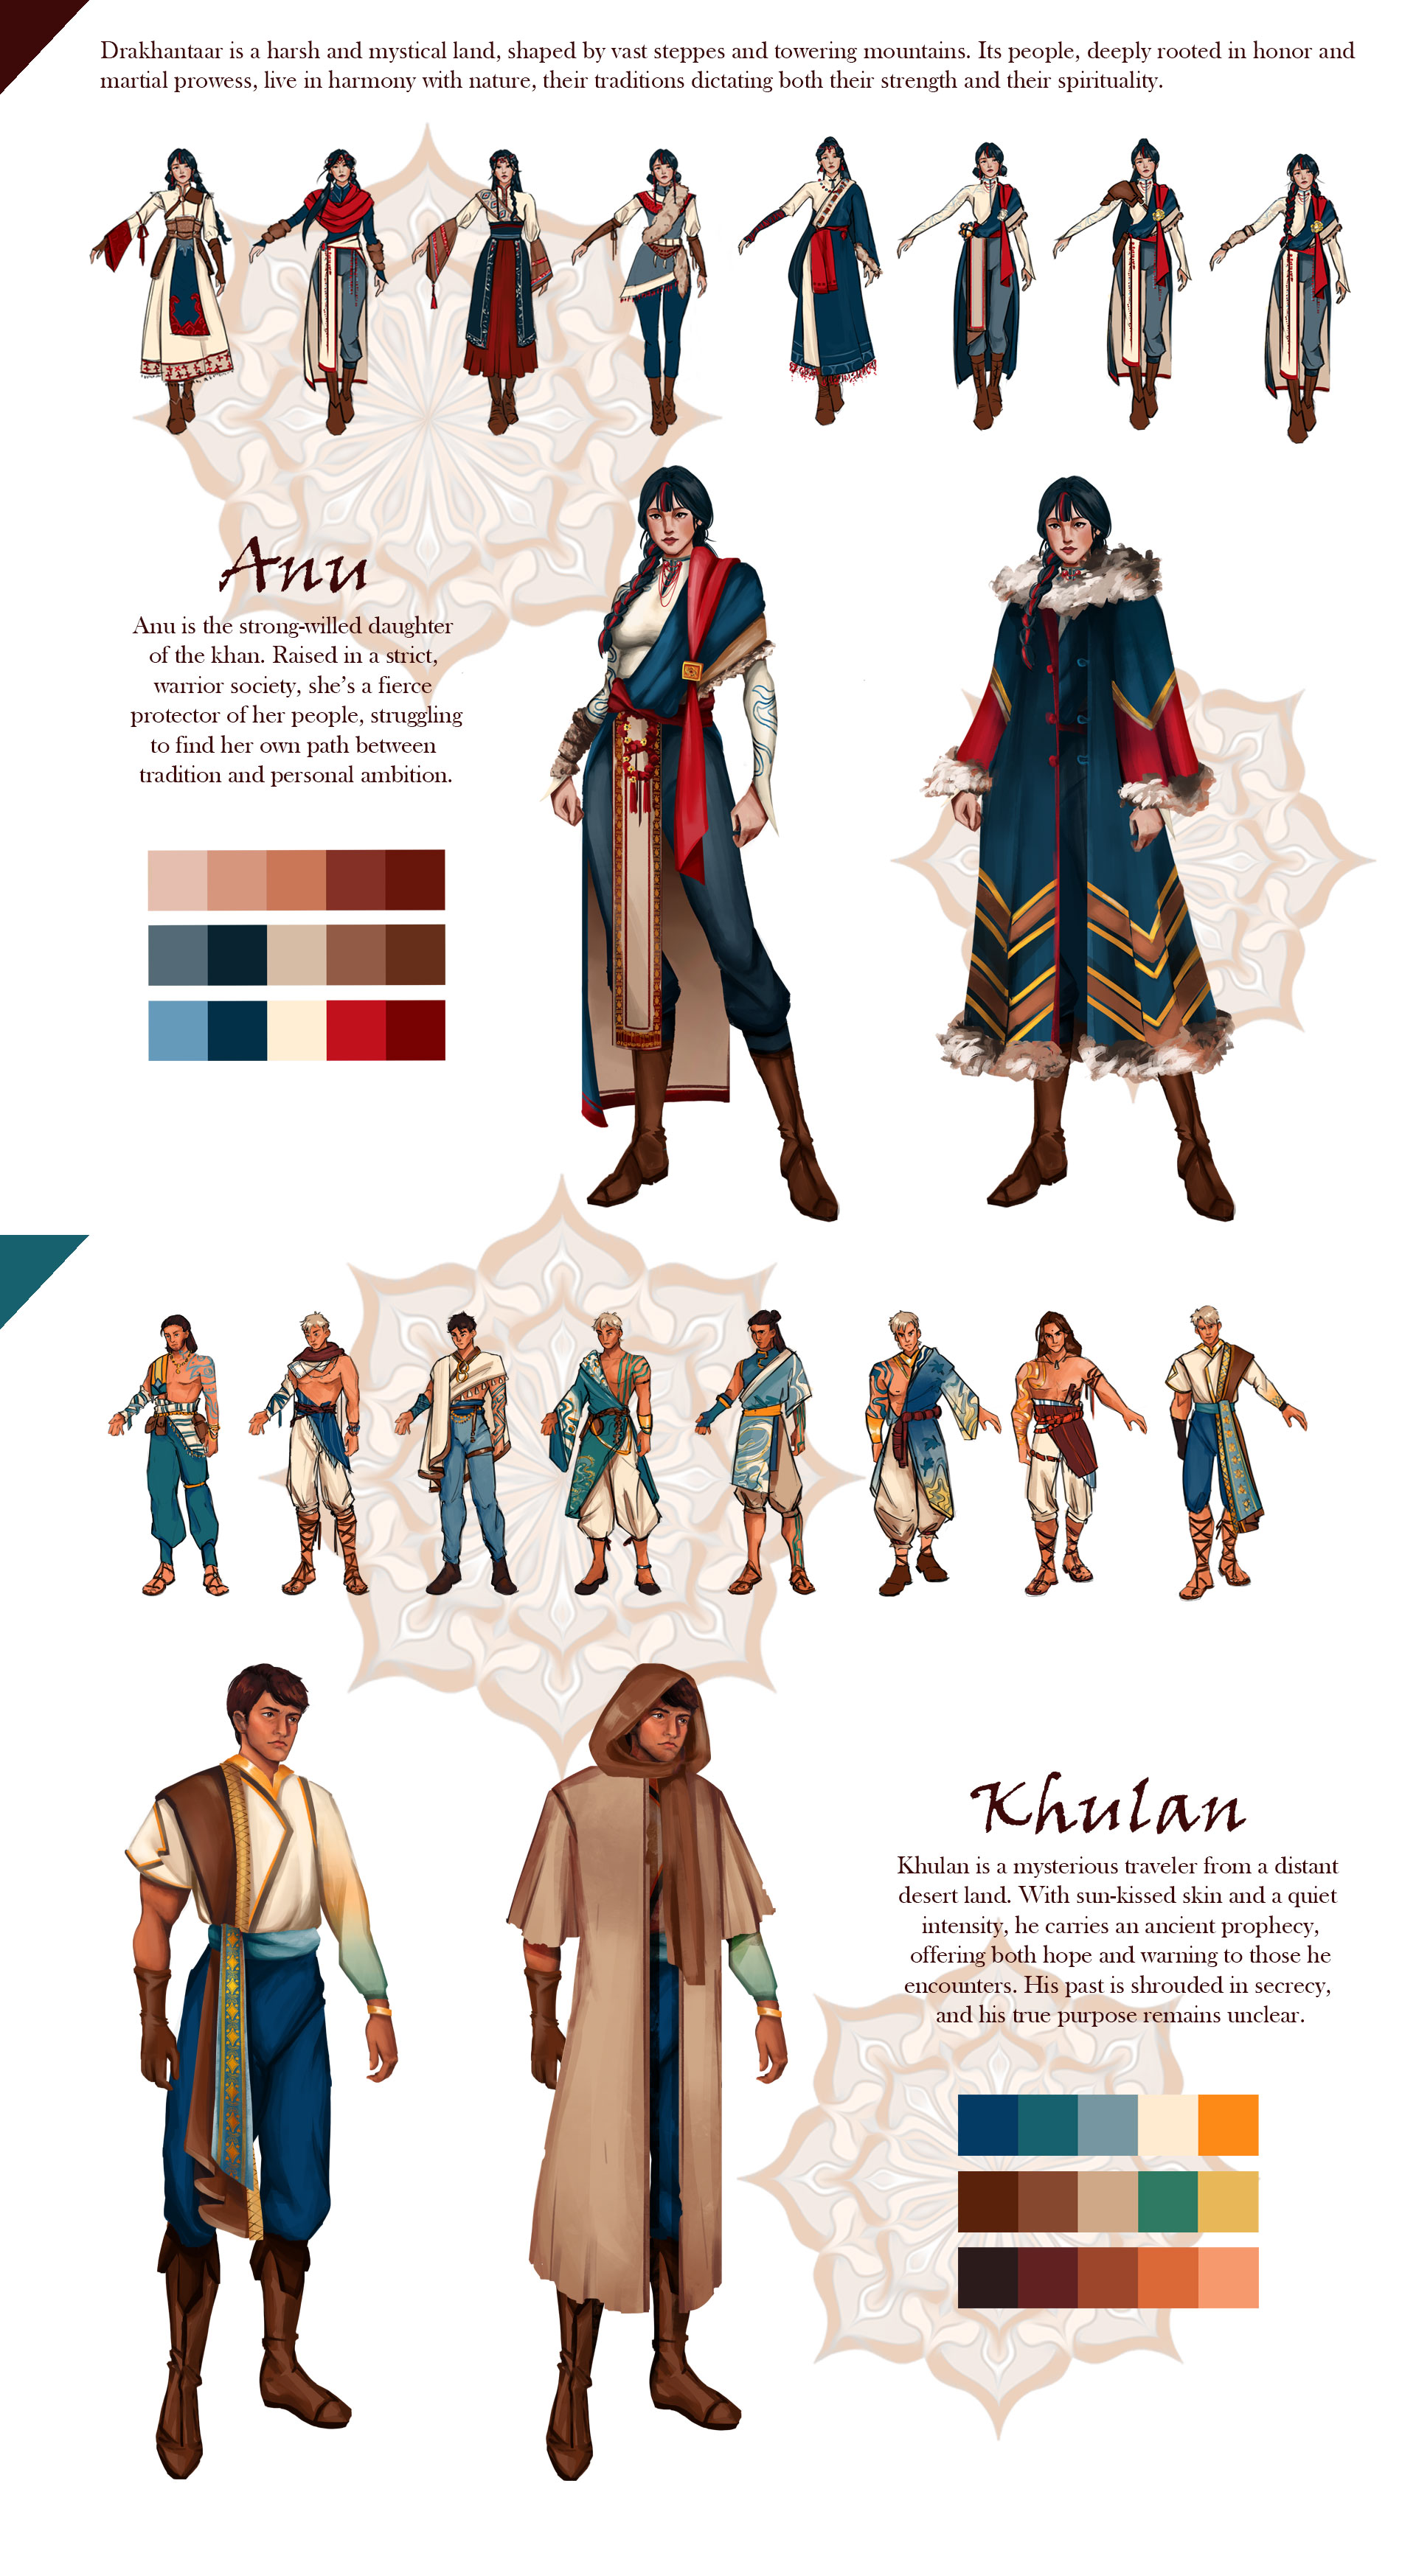 Drakhantaar is a harsh and mystical land, shaped by vast steppes and towering mountains. Its people, deeply rooted in honor and
martial prowess, live in harmony with nature, their traditions dictating both their strength and their spirituality.
Anu
Anu is the strong-willed daughter
of the khan. Raised in a strict,
warrior society, she's a fierce
protector of her people, struggling
to find her own path between
tradition and personal ambition.
Khulan
Khulan is a mysterious traveler from a distant
desert land. With sun-kissed skin and a quiet
intensity, he carries an ancient prophecy,
offering both hope and warning to those he
encounters. His past is shrouded in secrecy,
and his true purpose remains unclear.